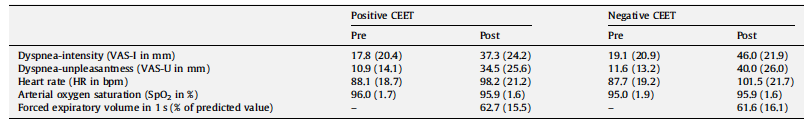 Positive CEET Negative CEET
Pre Post Pre Post
Dyspnea-intensity (VAS-I in mm) 17.8 (20.4) 37.3 (24.2) 19.1 (20.9) 46.0 (21.9)
Dyspnea-unpleasantness (VAS-U in mm) 10.9 (14.1) 34.5 (25.6) 11.6 (13.2) 40.0 (26.0)
Heart rate (HR in bpm) 88.1 (18.7) 98.2 (21.2) 87.7 (19.2) 101.5 (21.7)
Arterial oxygen saturation (SpO₂ in %) 96.0 (1.7) 95.9 (1.6) 95.0 (1.9) 95.9 (1.6)
Forced expiratory volume in 1 s (% of predicted value) – 62.7 (15.5) – 61.6 (16.1)